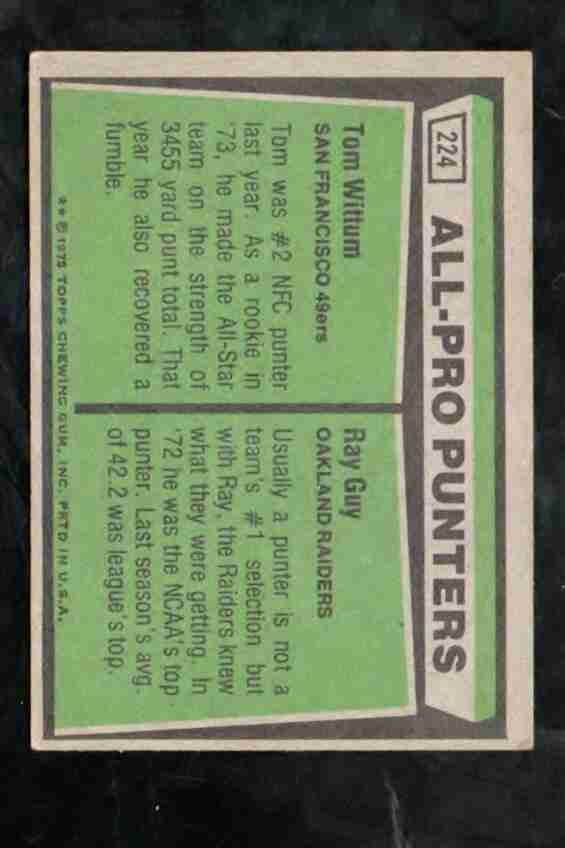 224
ALL-PRO PUNTERS
Tom Wittum
SAN FRANCISCO 49ers
Tom was #2 NFC punter
last year. As a rookie in
'73, he made the All-Star
team on the strength of
3455 yard punt total. That
year he also recovered a
fumble.
Ray Guy
OAKLAND RAIDERS
Usually a punter is not a
team's #1 selection but
with Ray, the Raiders knew
what they were getting. In
'72 he was the NCAA's top
punter. Last season's avg.
of 42.2 was league's top.
** © 1975 TOPPS CHEWING GUM, INC. PRTD IN U.S.A.